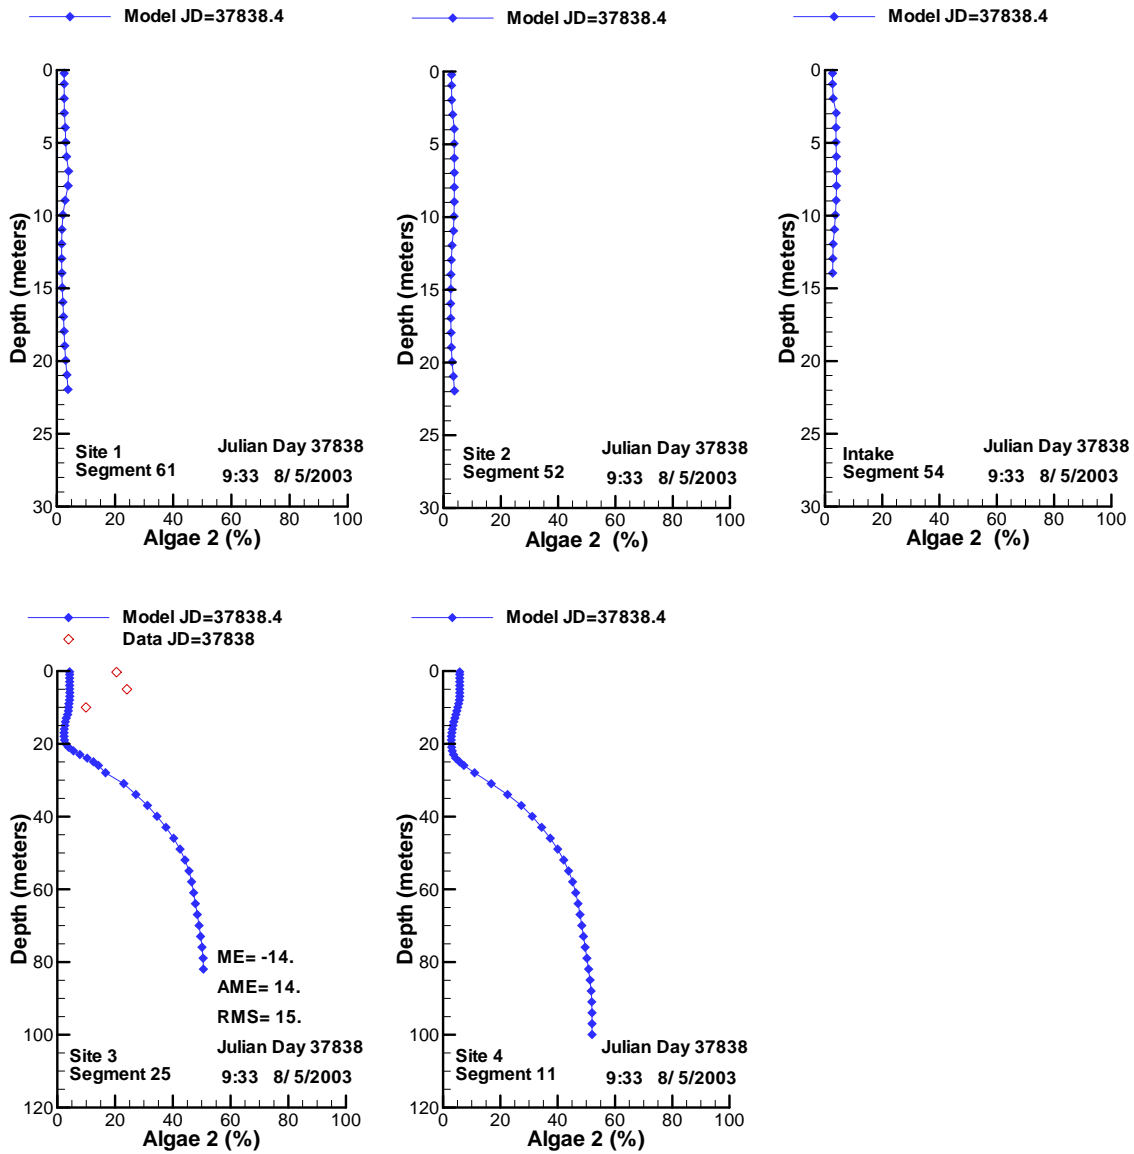 Model JD=37838.4
0
5
10
15
20
25
30
0 20 40 60 80 100
Depth (meters)
Algae 2 (%)
Site 1
Segment 61
Julian Day 37838
9:33 8/ 5/2003
Model JD=37838.4
0
5
10
15
20
25
30
0 20 40 60 80 100
Depth (meters)
Algae 2 (%)
Site 2
Segment 52
Julian Day 37838
9:33 8/ 5/2003
Model JD=37838.4
0
5
10
15
20
25
30
0 20 40 60 80 100
Depth (meters)
Algae 2 (%)
Intake
Segment 54
Julian Day 37838
9:33 8/ 5/2003
Model JD=37838.4
Data JD=37838
0
20
40
60
80
100
120
0 20 40 60 80 100
Depth (meters)
Algae 2 (%)
ME= -14.
AME= 14.
RMS= 15.
Site 3
Segment 25
Julian Day 37838
9:33 8/ 5/2003
Model JD=37838.4
0
20
40
60
80
100
120
0 20 40 60 80 100
Depth (meters)
Algae 2 (%)
Site 4
Segment 11
Julian Day 37838
9:33 8/ 5/2003